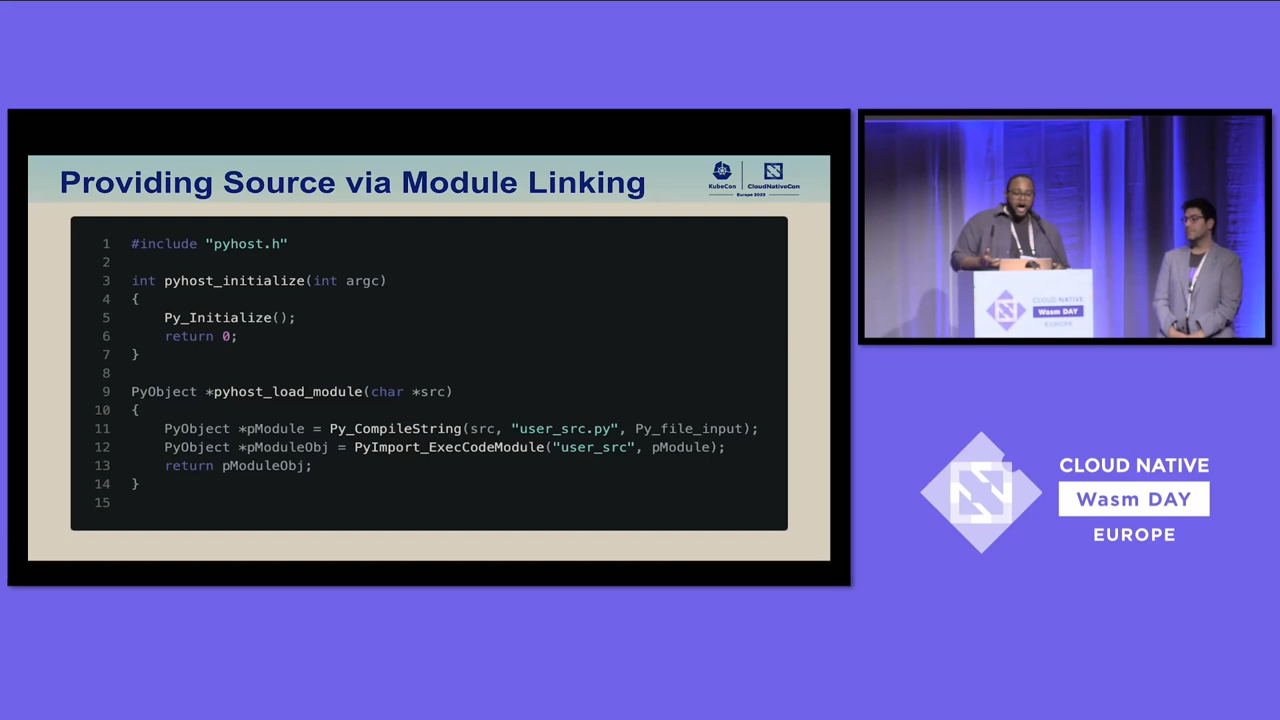 Providing Source via Module Linking
KubeCon
CloudNativeCon
Europe 2023
1 #include "pyhost.h"
2
3 int pyhost_initialize(int argc)
4 {
5 Py_Initialize();
6 return 0;
7 }
8
9 PyObject *pyhost_load_module(char *src)
10 {
11 PyObject *pModule = Py_CompileString(src, "user_src.py", Py_file_input);
12 PyObject *pModuleObj = PyImport_ExecCodeModule("user_src", pModule);
13 return pModuleObj;
14 }
15
CLOUD NATIVE
Wasm DAY
EUROPE
CLOUD NATIVE
Wasm DAY
EUROPE